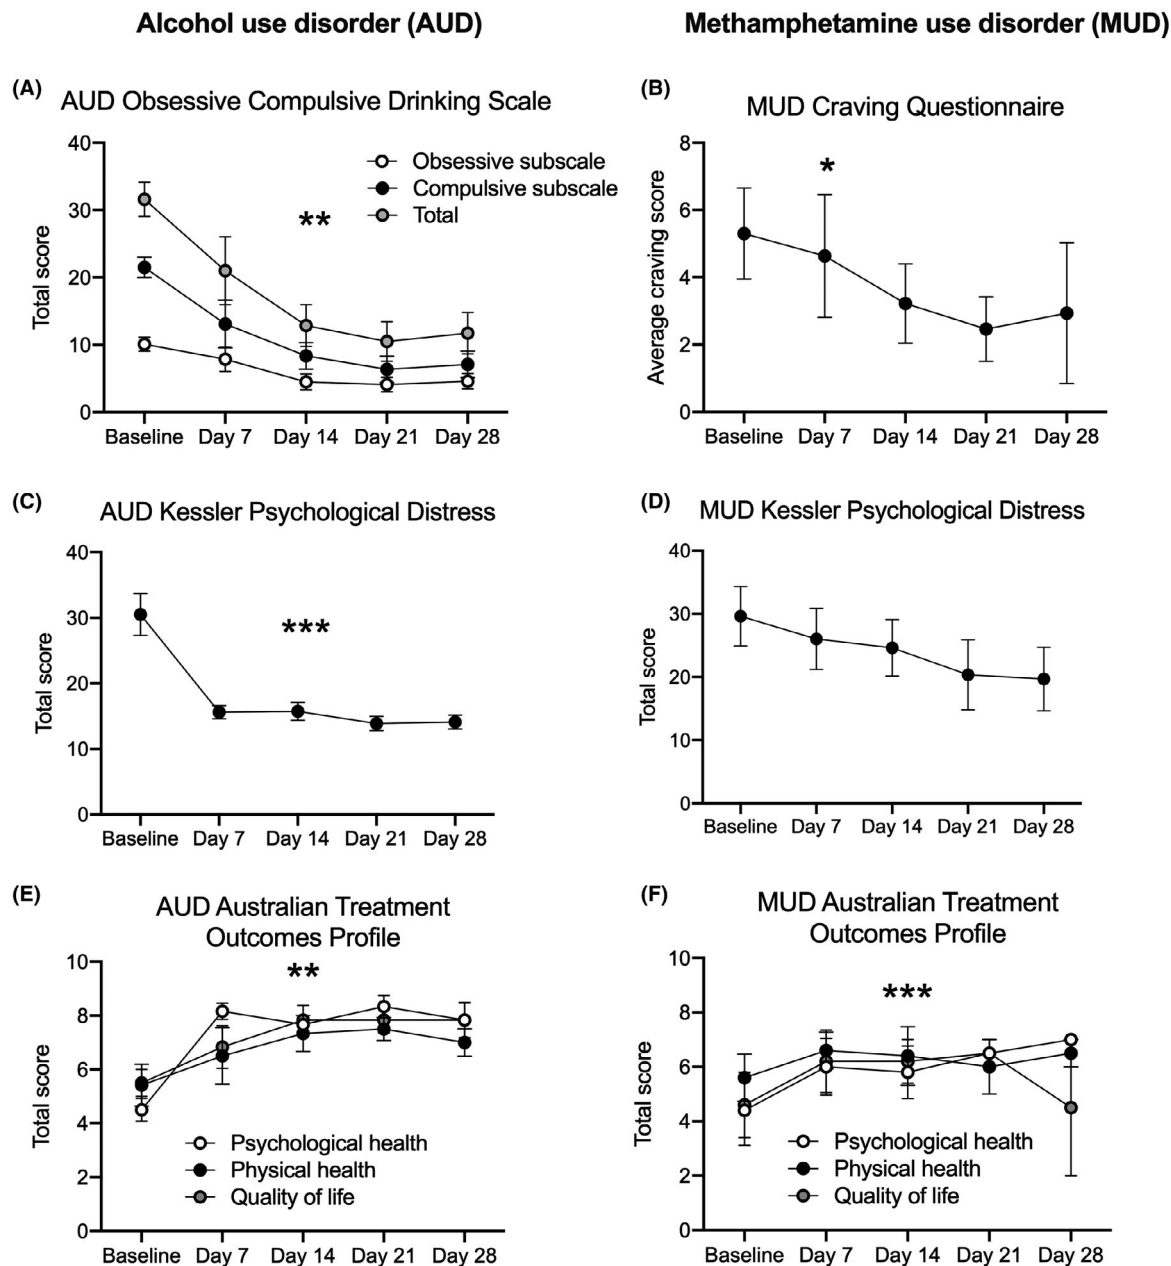 Alcohol use disorder (AUD)
Methamphetamine use disorder (MUD)
(A)
AUD Obsessive Compulsive Drinking Scale
Total score
40
30
20
10
0
Obsessive subscale
Compulsive subscale
Total
**
Baseline Day 7 Day 14 Day 21 Day 28
(B)
MUD Craving Questionnaire
Average craving score
8
6
4
2
0
*
Baseline Day 7 Day 14 Day 21 Day 28
(C)
AUD Kessler Psychological Distress
Total score
40
30
20
10
0
***
Baseline Day 7 Day 14 Day 21 Day 28
(D)
MUD Kessler Psychological Distress
Total score
40
30
20
10
0
Baseline Day 7 Day 14 Day 21 Day 28
(E)
AUD Australian Treatment
Outcomes Profile
Total score
10
8
6
4
2
0
**
Psychological health
Physical health
Quality of life
Baseline Day 7 Day 14 Day 21 Day 28
(F)
MUD Australian Treatment
Outcomes Profile
Total score
10
8
6
4
2
0
***
Psychological health
Physical health
Quality of life
Baseline Day 7 Day 14 Day 21 Day 28